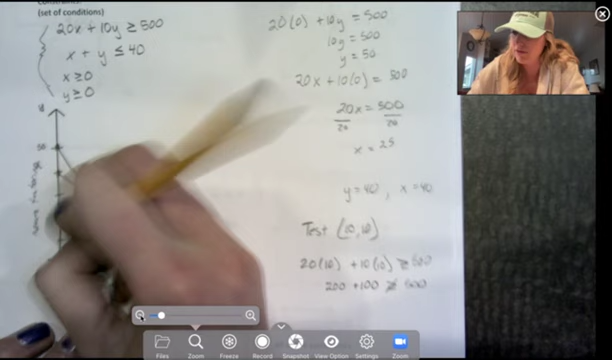 constraints:
(set of conditions)
20x + 10y ≥ 500
x + y ≤ 40
x ≥ 0
y ≥ 0
50
20(0) + 10y = 500
10y = 500
y = 50
20x + 10(0) = 500
20x = 500
20 20
x = 25
y = 40, x = 40
Test (10, 10)
20(10) + 10(10) ≥ 500
200 + 100 ≱ 500
Files Zoom Freeze Record Snapshot View Option Settings Zoom